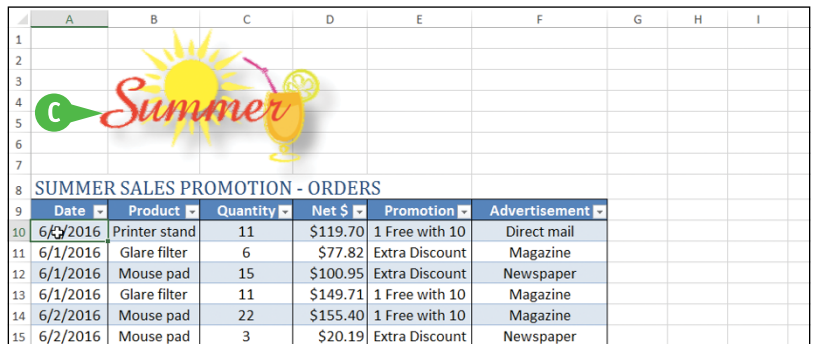 A B C D E F G H I
1
2
3
4
5
6
7
C Summer
8 SUMMER SALES PROMOTION - ORDERS
9 Date Product Quantity Net $ Promotion Advertisement
10 6/ /2016 Printer stand 11 $119.70 1 Free with 10 Direct mail
11 6/1/2016 Glare filter 6 $77.82 Extra Discount Magazine
12 6/1/2016 Mouse pad 15 $100.95 Extra Discount Newspaper
13 6/1/2016 Glare filter 11 $149.71 1 Free with 10 Magazine
14 6/2/2016 Mouse pad 22 $155.40 1 Free with 10 Magazine
15 6/2/2016 Mouse pad 3 $20.19 Extra Discount Newspaper